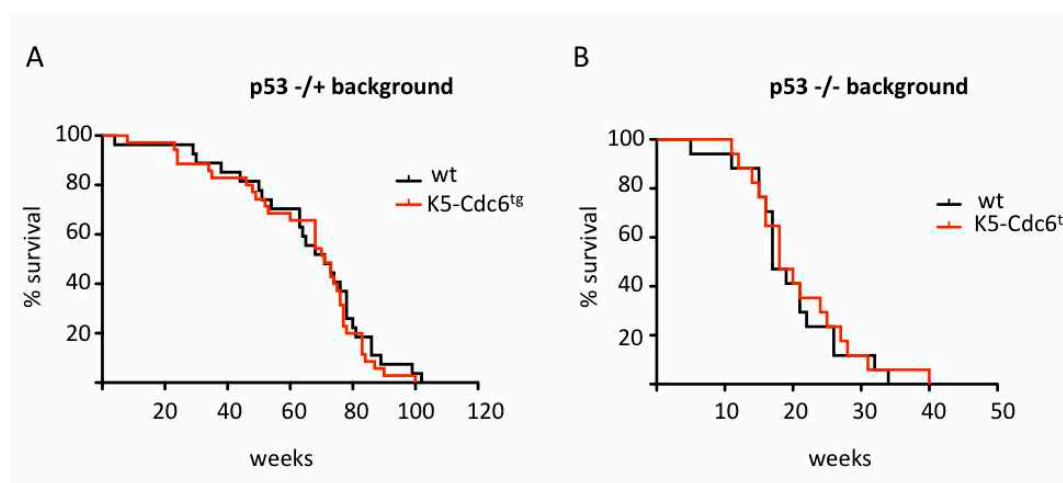 A
p53 -/+ background
100
80
60
40
20
% survival
wt
K5-Cdc6tg
20 40 60 80 100 120
weeks
B
p53 -/- background
100
80
60
40
20
% survival
wt
K5-Cdc6t
10 20 30 40 50
weeks